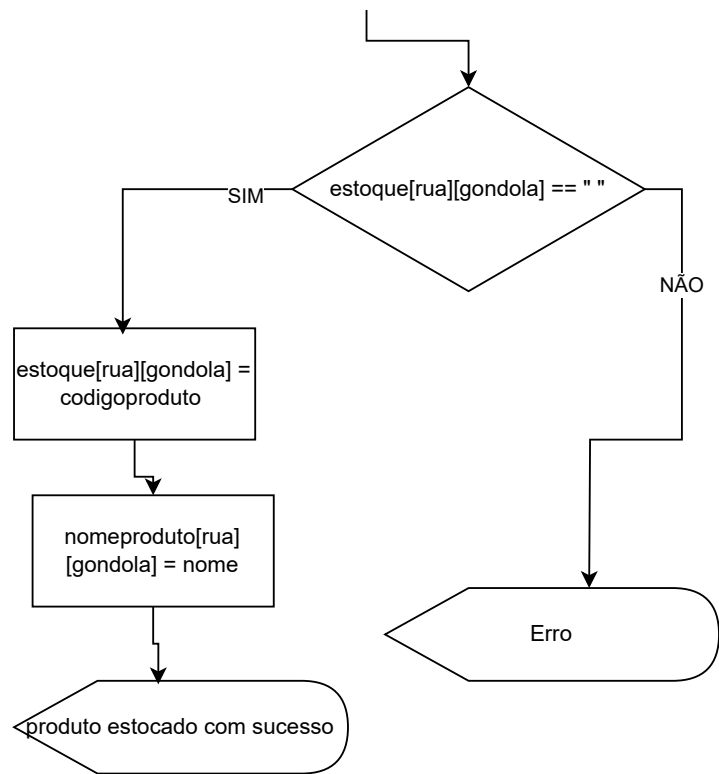 estoque[rua][gondola] == " "
SIM
NÃO
estoque[rua][gondola] =
codigoproduto
nomeproduto[rua]
[gondola] = nome
Erro
produto estocado com sucesso